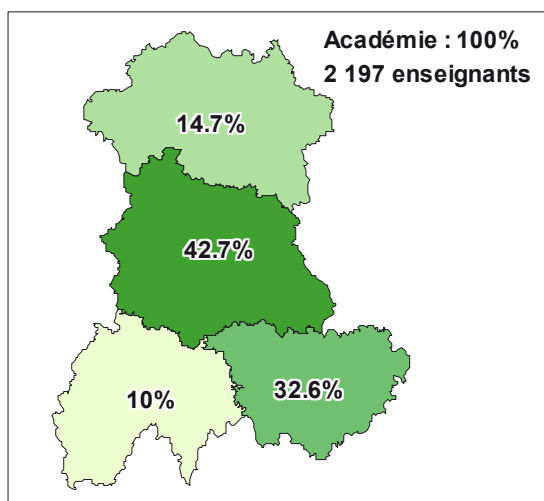 Académie : 100%
2 197 enseignants
14.7%
42.7%
10%
32.6%